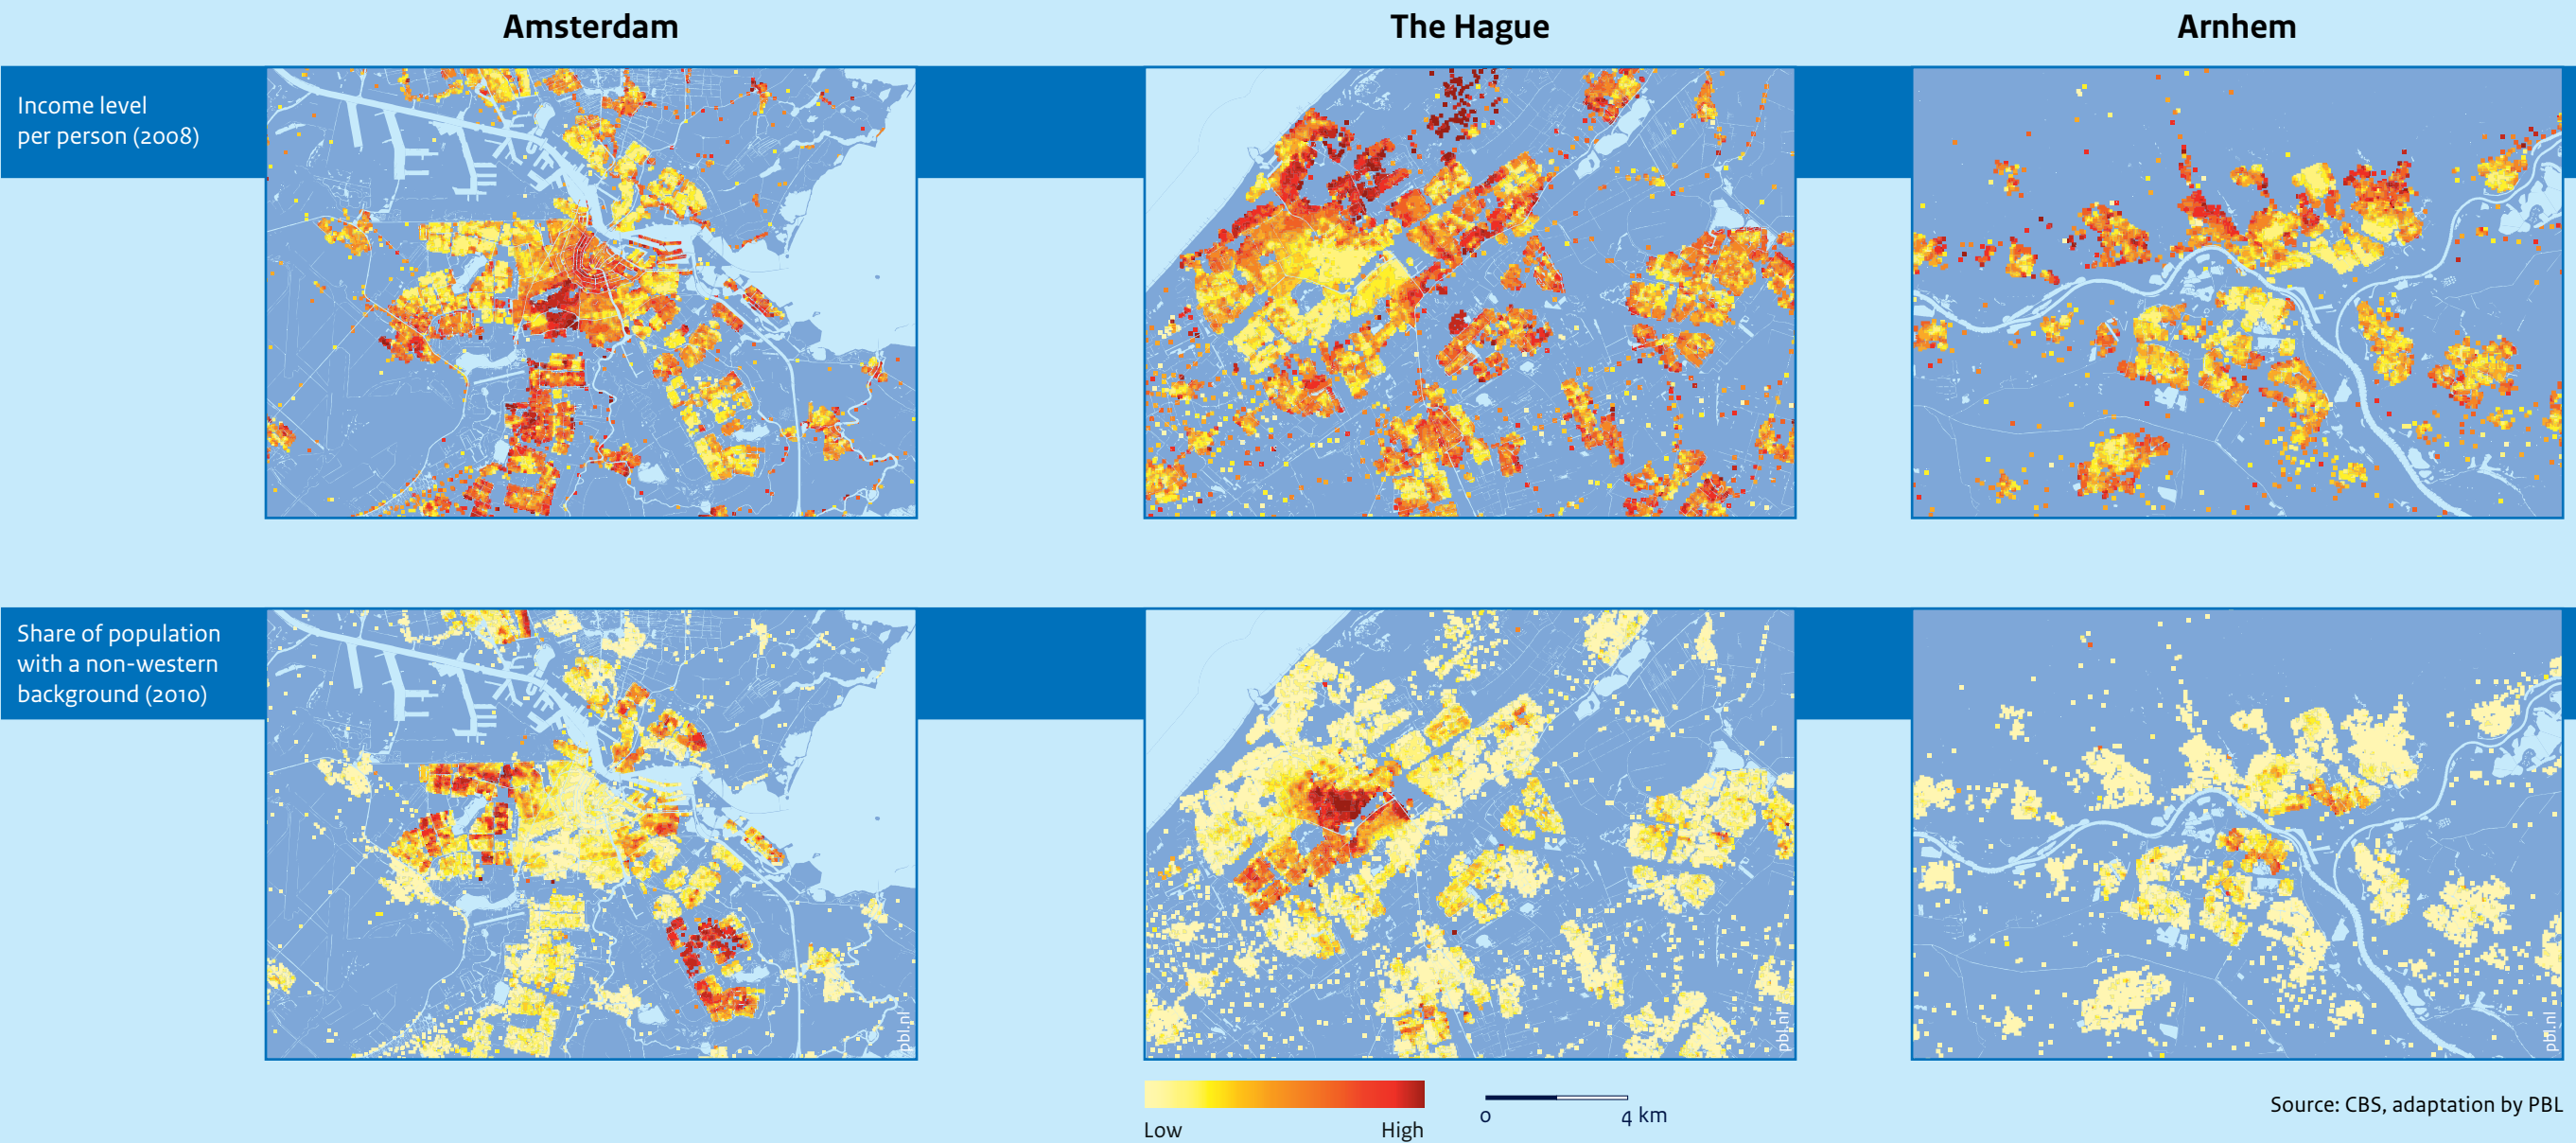 Amsterdam
The Hague
Arnhem
Income level
per person (2008)
Share of population
with a non-western
background (2010)
pbl.nl
pbl.nl
pbl.nl
Low
High
0
4 km
Source: CBS, adaptation by PBL